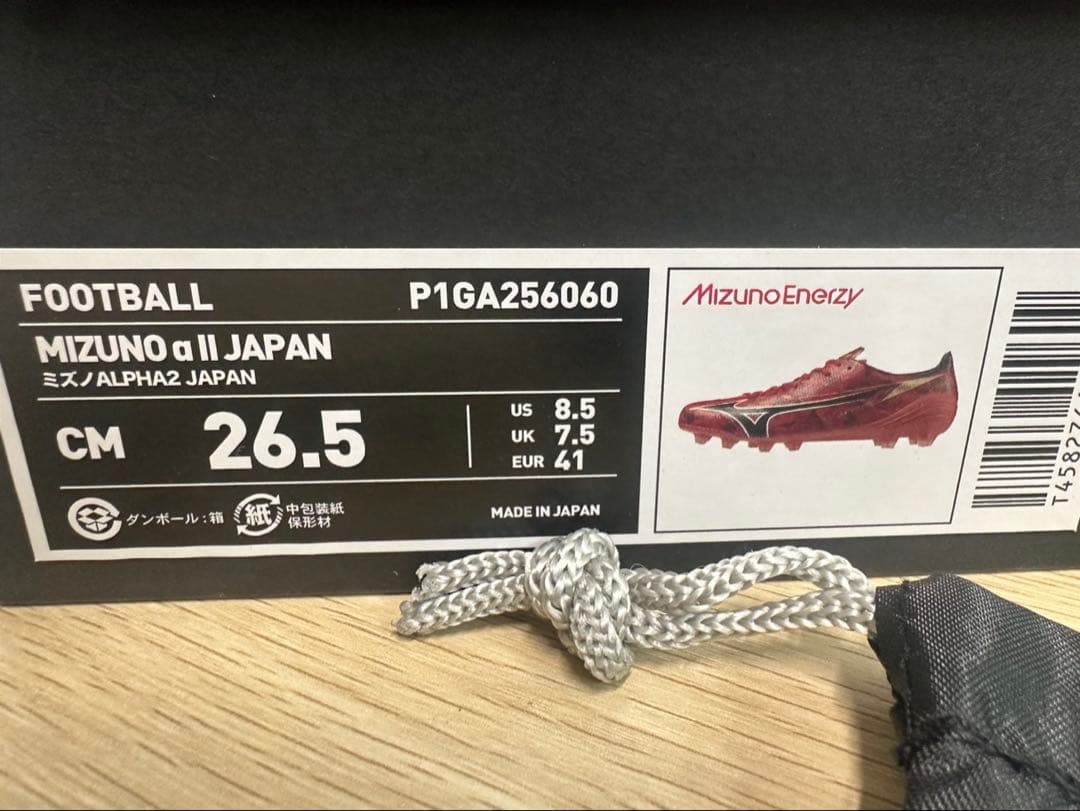 FOOTBALL P1GA256060
MIZUNO α II JAPAN
ミズノALPHA2 JAPAN
CM 26.5
US 8.5
UK 7.5
EUR 41
ダンボール:箱
紙
中包装紙
保形材
MADE IN JAPAN
Mizuno Enerzy